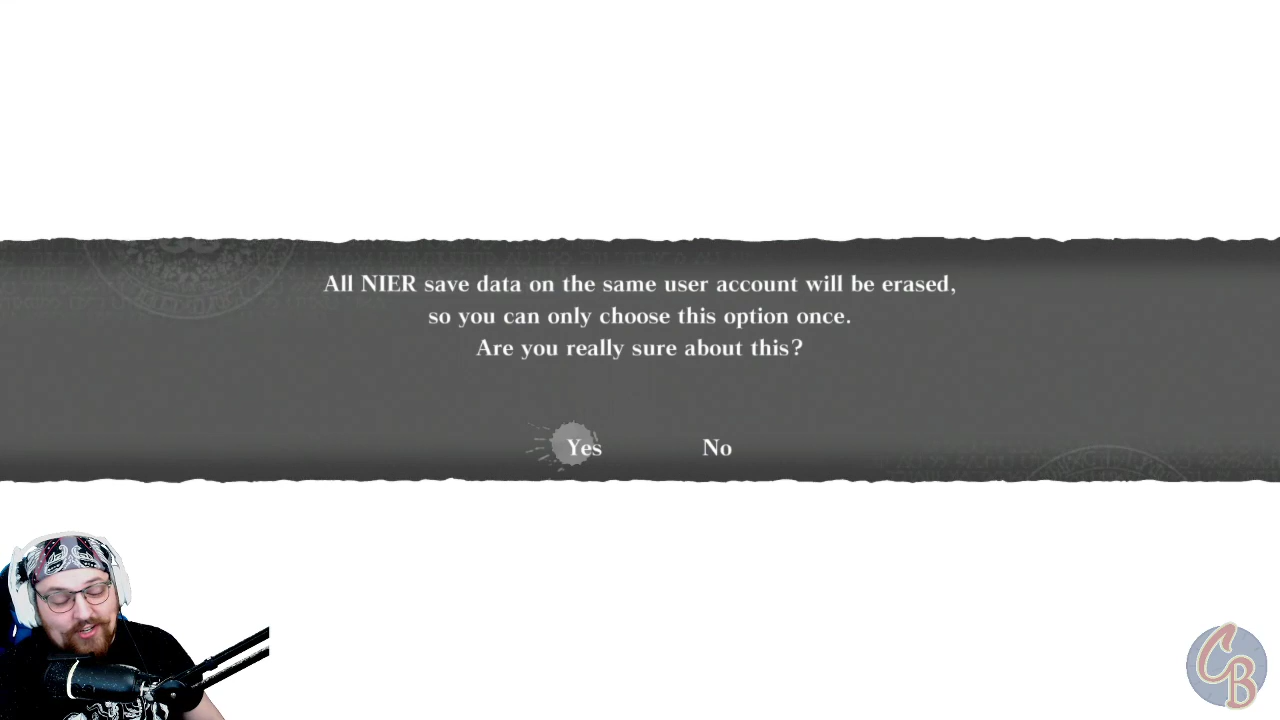 All NIER save data on the same user account will be erased,
so you can only choose this option once.
Are you really sure about this?
Yes No
CB